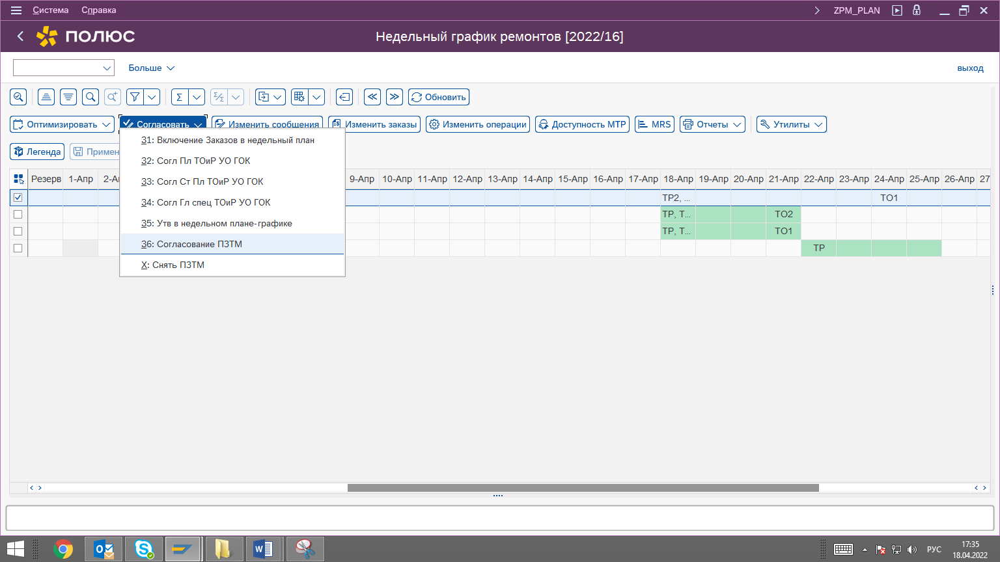 Система Справка ZPM_PLAN
ПОЛЮС Недельный график ремонтов [2022/16]
Больше выход
Обновить
Оптимизировать Согласовать Изменить сообщения Изменить заказы Изменить операции Доступность МТР MRS Отчеты Утилиты
31: Включение Заказов в недельный план
Легенда Примен
32: Согл Пл ТОиР УО ГОК
Резерв 1-Апр 2-Ап 9-Апр 10-Апр 11-Апр 12-Апр 13-Апр 14-Апр 15-Апр 16-Апр 17-Апр 18-Апр 19-Апр 20-Апр 21-Апр 22-Апр 23-Апр 24-Апр 25-Апр 26-Апр 27
33: Согл Ст Пл ТОиР УО ГОК
ТР2, ... ТО1
34: Согл Гл спец ТОиР УО ГОК
ТР, Т... ТО2
35: Утв в недельном плане-графике
ТР, Т... ТО1
36: Согласование ПЗТМ
ТР
X: Снять ПЗТМ
РУС 17:35
18.04.2022